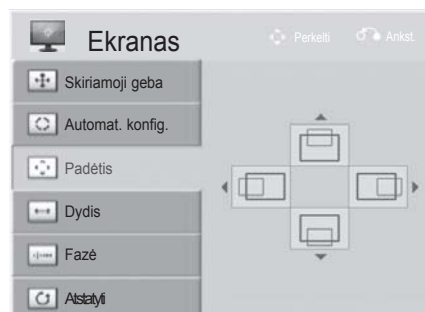 Ekranas
Perkelti
Ankst.
Skiriamoji geba
Automat. konfig.
Padėtis
Dydis
Fazė
Atstatyti